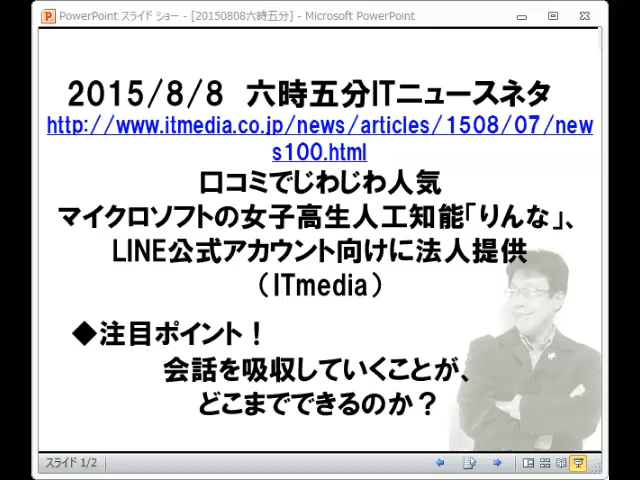 PowerPoint スライド ショー - [20150808六時五分] - Microsoft PowerPoint
2015/8/8 六時五分ITニュースネタ
http://www.itmedia.co.jp/news/articles/1508/07/new
s100.html
口コミでじわじわ人気
マイクロソフトの女子高生人工知能「りんな」、
LINE公式アカウント向けに法人提供
（ITmedia）
◆注目ポイント！
会話を吸収していくことが、
どこまでできるのか？
スライド 1/2